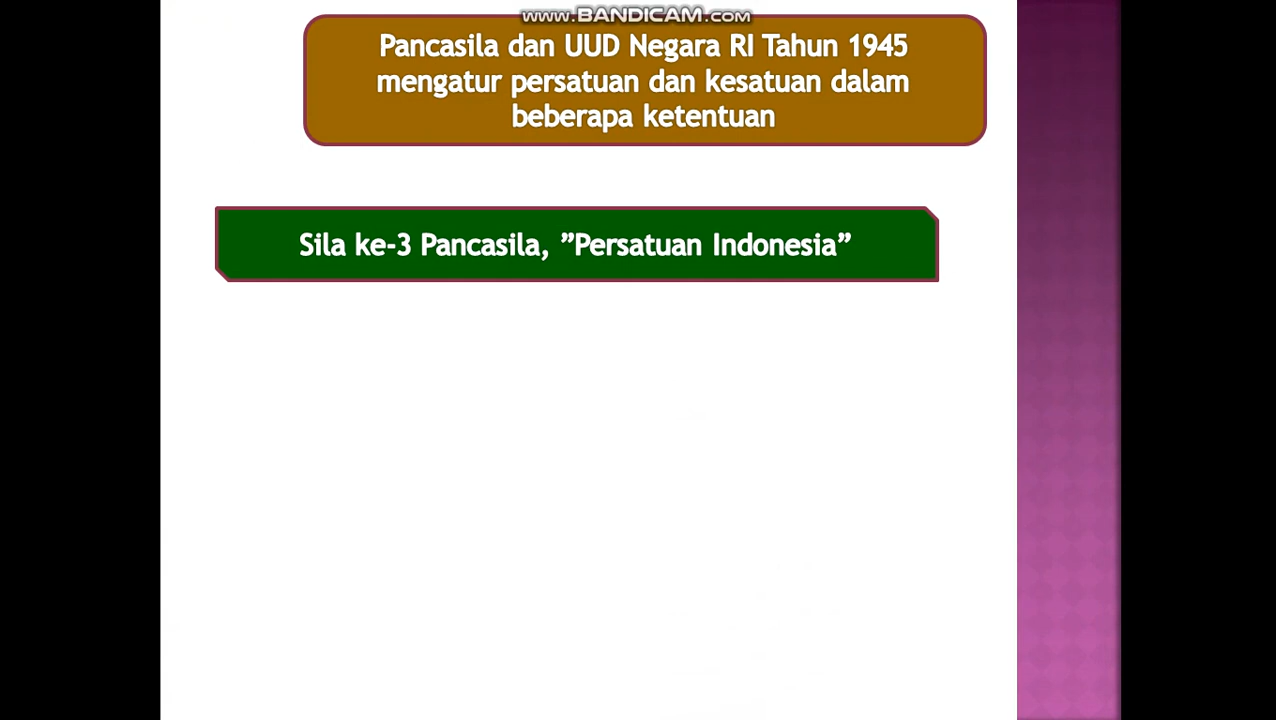 www.BANDICAM.com
Pancasila dan UUD Negara RI Tahun 1945
mengatur persatuan dan kesatuan dalam
beberapa ketentuan
Sila ke-3 Pancasila, ”Persatuan Indonesia”